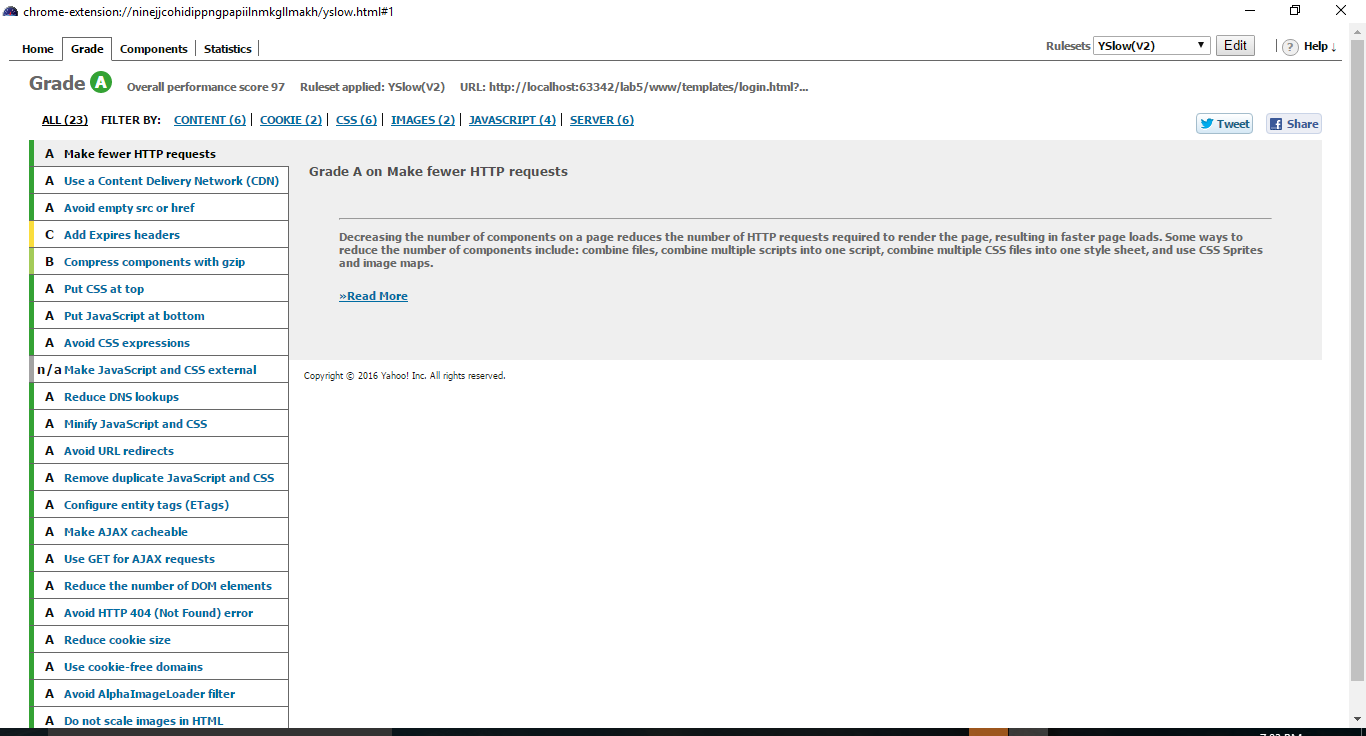 chrome-extension://ninejjcohidippngpapiilnmkgllmakh/yslow.html#1
Home Grade Components Statistics Rulesets YSlow(V2) Edit ? Help ↓
Grade A Overall performance score 97 Ruleset applied: YSlow(V2) URL: http://localhost:63342/lab5/www/templates/login.html?...
ALL (23) FILTER BY: CONTENT (6) COOKIE (2) CSS (6) IMAGES (2) JAVASCRIPT (4) SERVER (6)
Tweet Share
A Make fewer HTTP requests
A Use a Content Delivery Network (CDN)
A Avoid empty src or href
C Add Expires headers
B Compress components with gzip
A Put CSS at top
A Put JavaScript at bottom
A Avoid CSS expressions
n/a Make JavaScript and CSS external
A Reduce DNS lookups
A Minify JavaScript and CSS
A Avoid URL redirects
A Remove duplicate JavaScript and CSS
A Configure entity tags (ETags)
A Make AJAX cacheable
A Use GET for AJAX requests
A Reduce the number of DOM elements
A Avoid HTTP 404 (Not Found) error
A Reduce cookie size
A Use cookie-free domains
A Avoid AlphaImageLoader filter
A Do not scale images in HTML
Grade A on Make fewer HTTP requests
Decreasing the number of components on a page reduces the number of HTTP requests required to render the page, resulting in faster page loads. Some ways to
reduce the number of components include: combine files, combine multiple scripts into one script, combine multiple CSS files into one style sheet, and use CSS Sprites
and image maps.
»Read More
Copyright © 2016 Yahoo! Inc. All rights reserved.